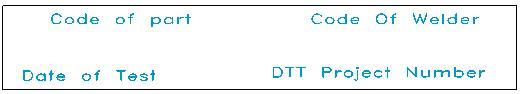 Code of part
Code Of Welder
Date of Test
DTT Project Number